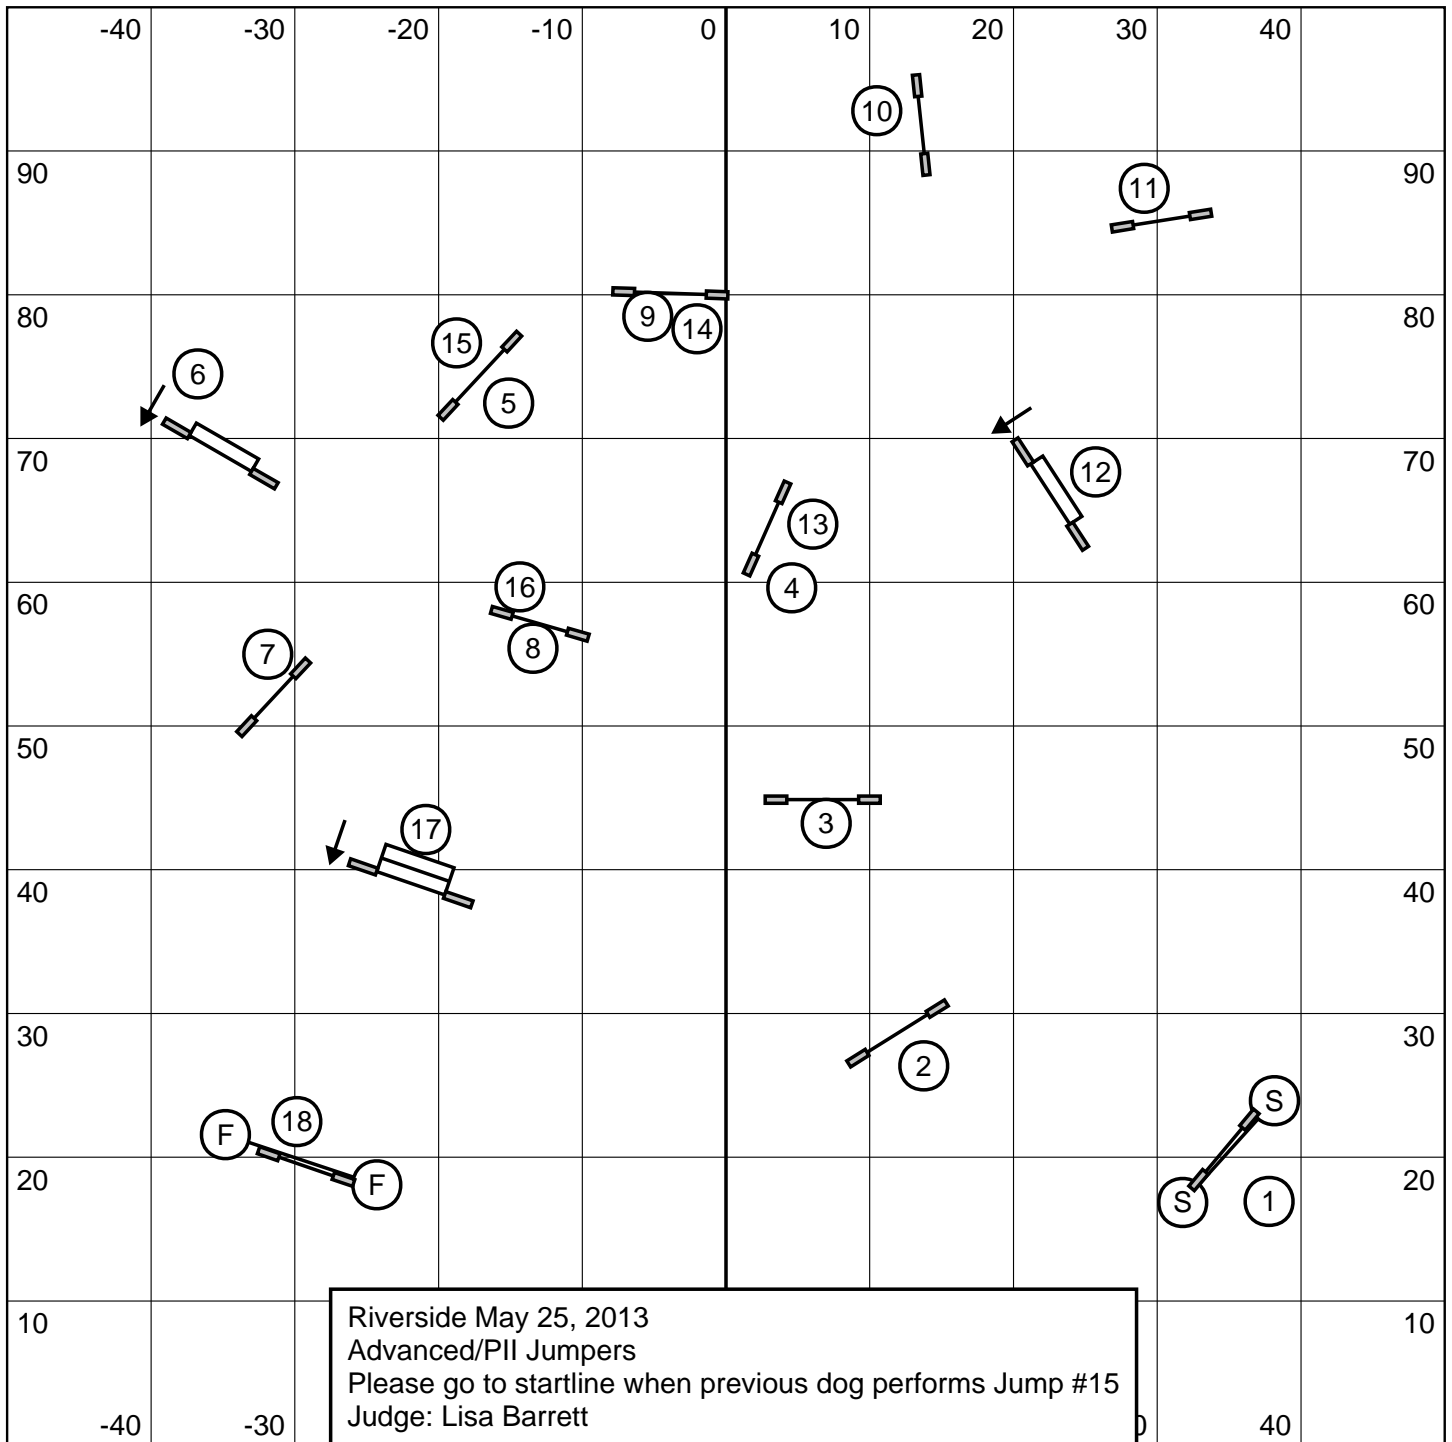 -40 -30 -20 -10 0 10 20 30 40
10
90 90
11
9 14
80 80
15
6
5
70 70
12
13
16
4
60 60
8
7
50 50
3
17
40 40
30 30
2
S
18
F
F
20 20
S 1
10 10
Riverside May 25, 2013
Advanced/PII Jumpers
Please go to startline when previous dog performs Jump #15
Judge: Lisa Barrett
-40 -30 0 40